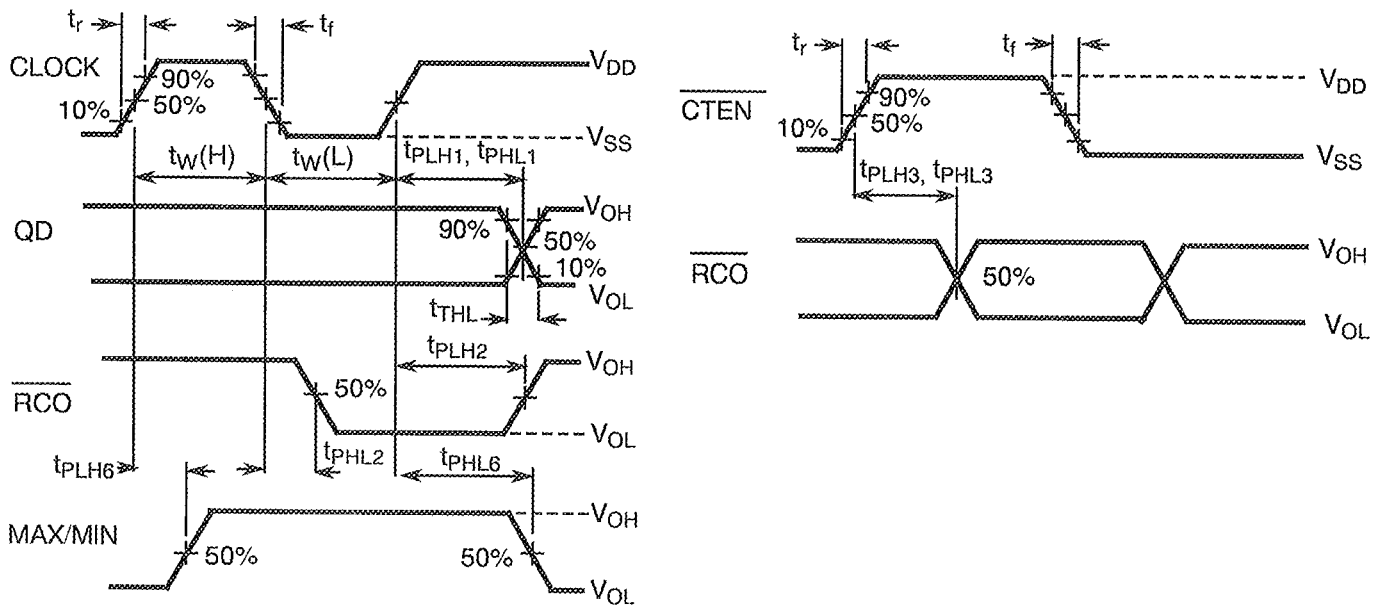 tr
tf
CLOCK
90%
50%
10%
VDD
VSS
tW(H)
tW(L)
tPLH1, tPHL1
QD
90%
50%
10%
VOH
VOL
tTHL
tPLH2
RCO
50%
VOH
VOL
tPLH6
tPHL2
tPHL6
MAX/MIN
50%
50%
VOH
VOL
tr
tf
CTEN
90%
50%
10%
VDD
VSS
tPLH3, tPHL3
RCO
50%
VOH
VOL